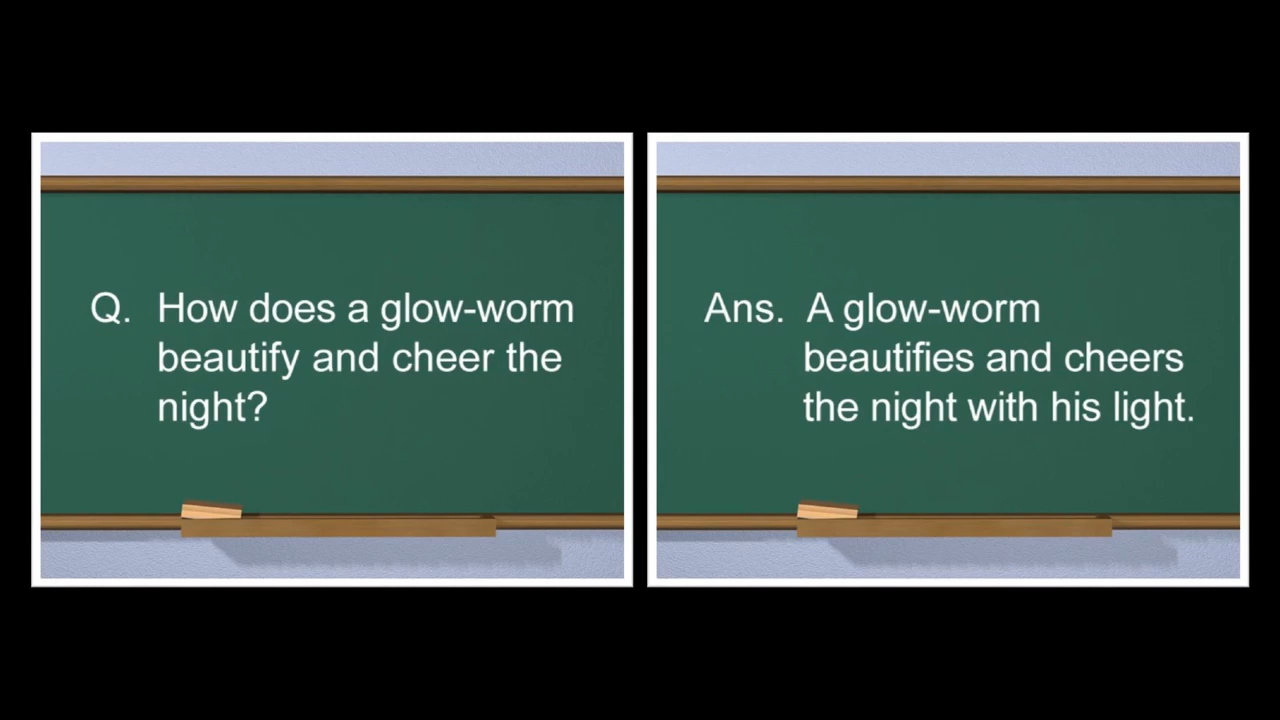 Q. How does a glow-worm
beautify and cheer the
night?
Ans. A glow-worm
beautifies and cheers
the night with his light.